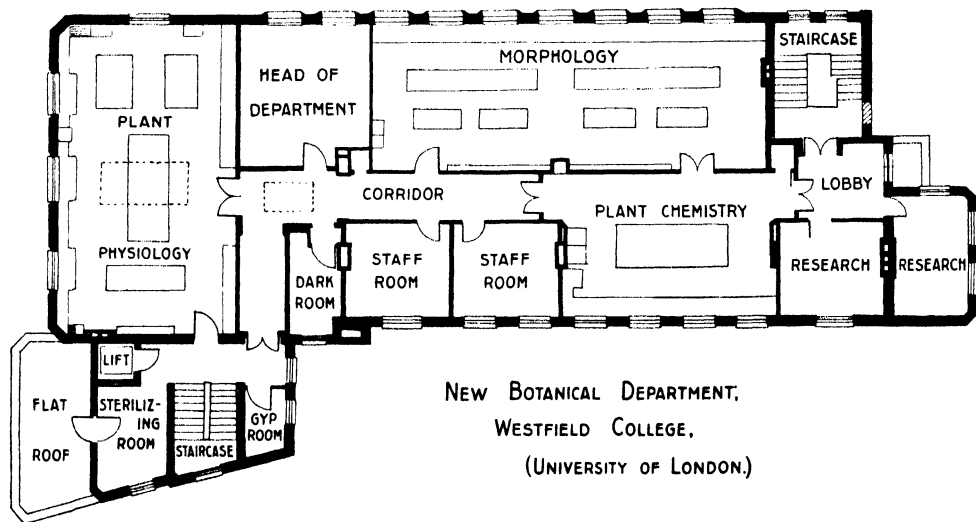 STAIRCASE
HEAD OF
DEPARTMENT
MORPHOLOGY
PLANT
PHYSIOLOGY
CORRIDOR
PLANT CHEMISTRY
LOBBY
DARK
ROOM
STAFF
ROOM
STAFF
ROOM
RESEARCH
RESEARCH
LIFT
FLAT
ROOF
STERILIZ-
ING
ROOM
STAIRCASE
GYP
ROOM
NEW BOTANICAL DEPARTMENT,
WESTFIELD COLLEGE,
(UNIVERSITY OF LONDON.)